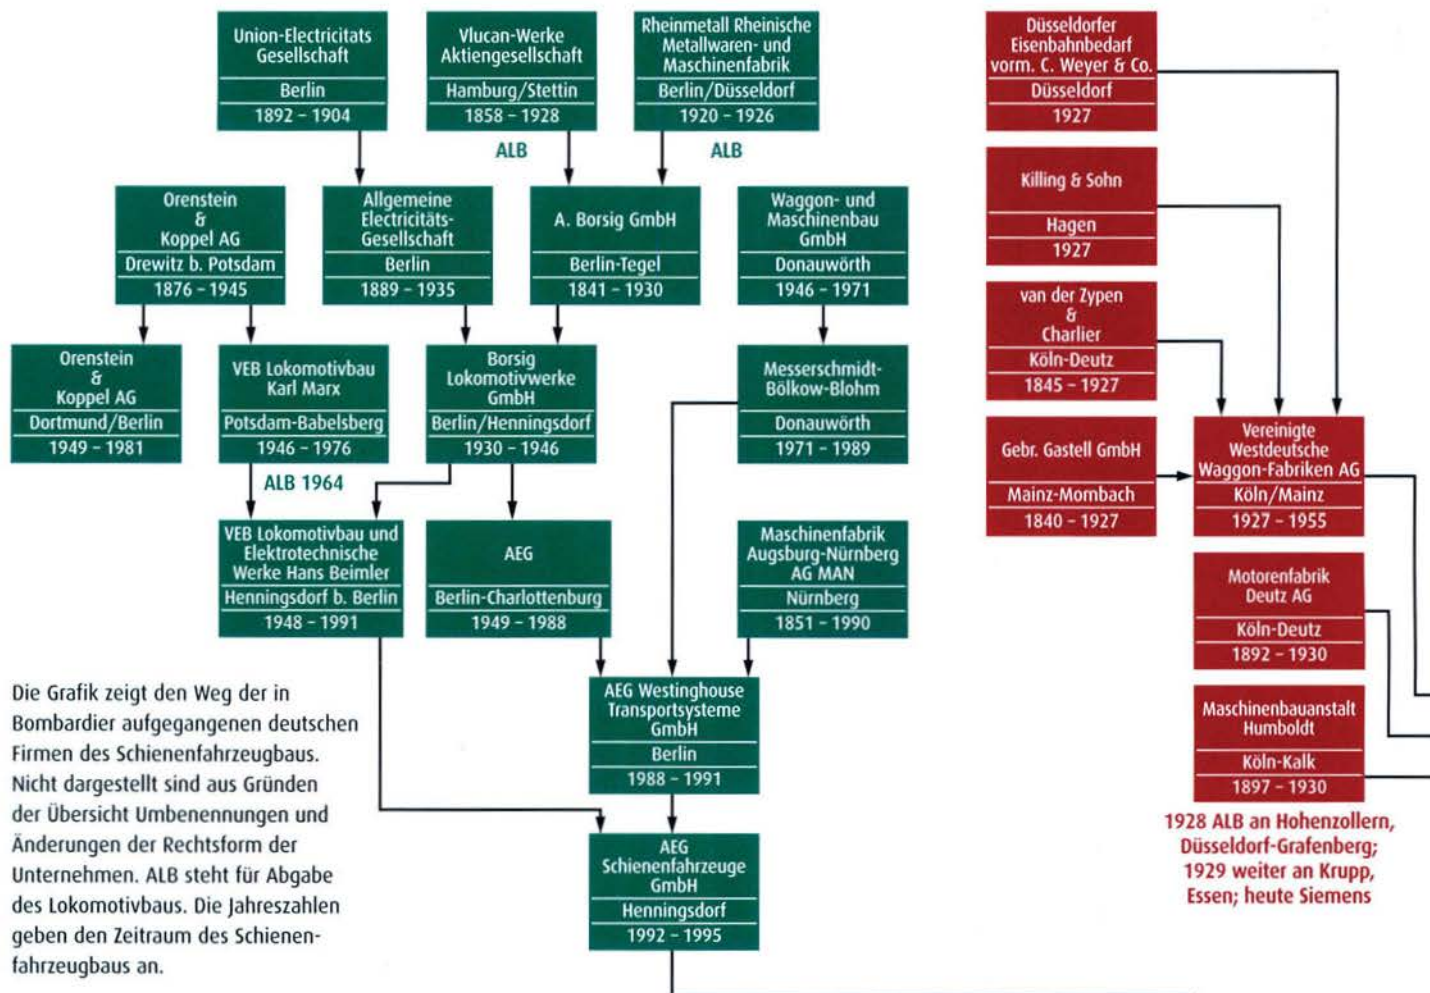 Union-Electricitats
Gesellschaft
Berlin
1892 – 1904
Vlucan-Werke
Aktiengesellschaft
Hamburg/Stettin
1858 – 1928
Rheinmetall Rheinische
Metallwaren- und
Maschinenfabrik
Berlin/Düsseldorf
1920 – 1926
ALB
ALB
Orenstein
&
Koppel AG
Drewitz b. Potsdam
1876 – 1945
Allgemeine
Electricitäts-
Gesellschaft
Berlin
1889 – 1935
A. Borsig GmbH
Berlin-Tegel
1841 – 1930
Waggon- und
Maschinenbau
GmbH
Donauwörth
1946 – 1971
Orenstein
&
Koppel AG
Dortmund/Berlin
1949 – 1981
VEB Lokomotivbau
Karl Marx
Potsdam-Babelsberg
1946 – 1976
Borsig
Lokomotivwerke
GmbH
Berlin/Henningsdorf
1930 – 1946
Messerschmidt-
Bölkow-Blohm
Donauwörth
1971 – 1989
ALB 1964
VEB Lokomotivbau und
Elektrotechnische
Werke Hans Beimler
Henningsdorf b. Berlin
1948 – 1991
AEG
Berlin-Charlottenburg
1949 – 1988
Maschinenfabrik
Augsburg-Nürnberg
AG MAN
Nürnberg
1851 – 1990
AEG Westinghouse
Transportsysteme
GmbH
Berlin
1988 – 1991
AEG
Schienenfahrzeuge
GmbH
Henningsdorf
1992 – 1995
Die Grafik zeigt den Weg der in
Bombardier aufgegangenen deutschen
Firmen des Schienenfahrzeugbaus.
Nicht dargestellt sind aus Gründen
der Übersicht Umbenennungen und
Änderungen der Rechtsform der
Unternehmen. ALB steht für Abgabe
des Lokomotivbaus. Die Jahreszahlen
geben den Zeitraum des Schienen-
fahrzeugbaus an.
Düsseldorfer
Eisenbahnbedarf
vorm. C. Weyer & Co.
Düsseldorf
1927
Killing & Sohn
Hagen
1927
van der Zypen
&
Charlier
Köln-Deutz
1845 – 1927
Gebr. Gastell GmbH
Mainz-Mombach
1840 – 1927
Vereinigte
Westdeutsche
Waggon-Fabriken AG
Köln/Mainz
1927 – 1955
Motorenfabrik
Deutz AG
Köln-Deutz
1892 – 1930
Maschinenbauanstalt
Humboldt
Köln-Kalk
1897 – 1930
1928 ALB an Hohenzollern,
Düsseldorf-Grafenberg;
1929 weiter an Krupp,
Essen; heute Siemens